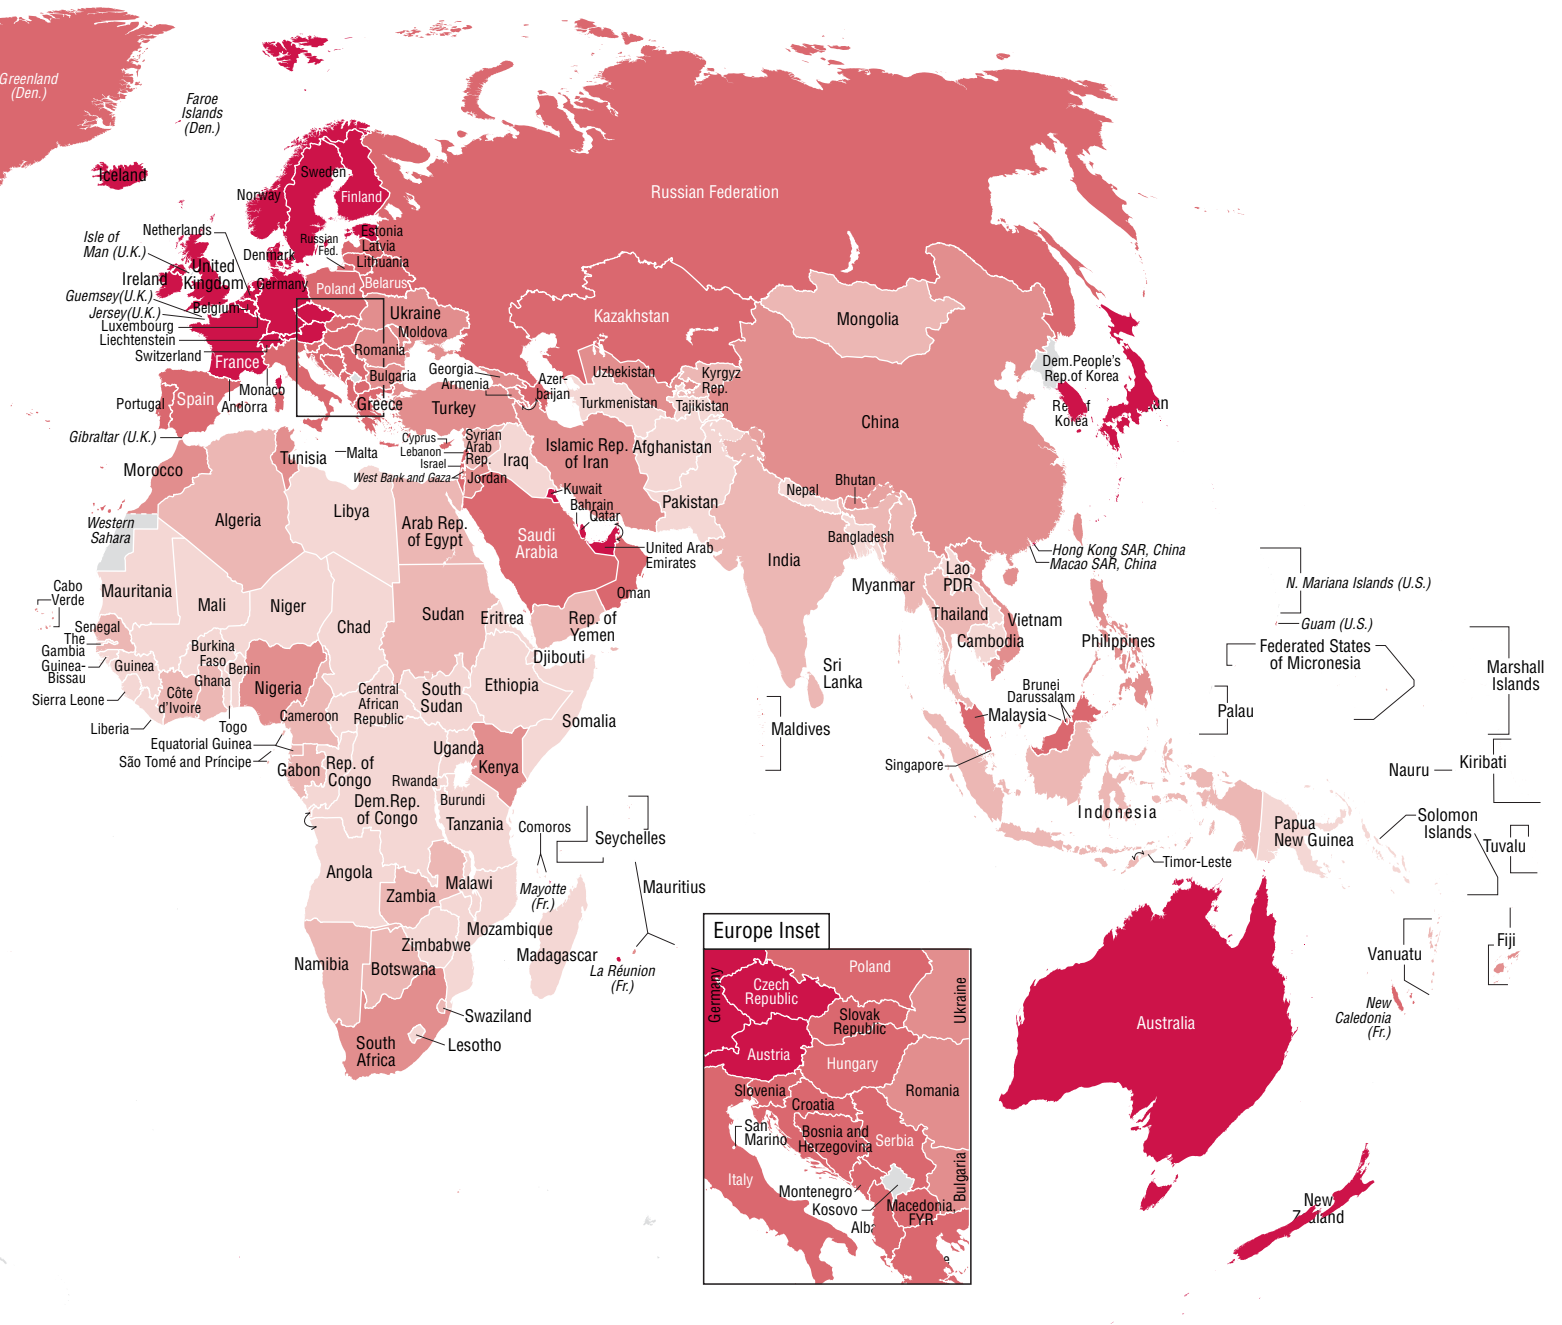 Greenland
(Den.)
Faroe
Islands
(Den.)
Iceland
Norway
Sweden
Finland
Russian Federation
Netherlands
Isle of
Man (U.K.)
Ireland
United
Kingdom
Denmark
Russian
Fed.
Estonia
Latvia
Lithuania
Guemsey(U.K.)
Jersey(U.K.)
Belgium
Germany
Poland
Belarus
Luxembourg
Liechtenstein
Switzerland
France
Ukraine
Moldova
Romania
Bulgaria
Monaco
Andorra
Portugal
Spain
Greece
Gibraltar (U.K.)
Kazakhstan
Mongolia
Georgia
Armenia
Azer-
baijan
Uzbekistan
Kyrgyz
Rep.
Turkmenistan
Tajikistan
Turkey
Dem.People's
Rep.of Korea
Rep.of
Korea
an
China
Cyprus
Lebanon
Israel
West Bank and Gaza
Syrian
Arab
Rep.
Jordan
Iraq
Islamic Rep.
of Iran
Afghanistan
Malta
Tunisia
Morocco
Algeria
Libya
Western
Sahara
Arab Rep.
of Egypt
Kuwait
Bahrain
Qatar
Saudi
Arabia
United Arab
Emirates
Oman
Rep. of
Yemen
Pakistan
Nepal
Bhutan
Bangladesh
India
Myanmar
Lao
PDR
Thailand
Vietnam
Cambodia
Hong Kong SAR, China
Macao SAR, China
Philippines
N. Mariana Islands (U.S.)
Guam (U.S.)
Federated States
of Micronesia
Marshall
Islands
Palau
Cabo
Verde
Mauritania
Mali
Niger
Chad
Sudan
Eritrea
Djibouti
Senegal
The
Gambia
Guinea-
Bissau
Guinea
Sierra Leone
Liberia
Burkina
Faso
Côte
d'Ivoire
Ghana
Benin
Togo
Nigeria
Cameroon
Central
African
Republic
South
Sudan
Ethiopia
Somalia
Equatorial Guinea
São Tomé and Príncipe
Gabon
Rep. of
Congo
Dem.Rep.
of Congo
Uganda
Kenya
Rwanda
Burundi
Tanzania
Sri
Lanka
Maldives
Brunei
Darussalam
Malaysia
Singapore
Indonesia
Nauru
Kiribati
Papua
New Guinea
Solomon
Islands
Tuvalu
Timor-Leste
Comoros
Seychelles
Mayotte
(Fr.)
Mauritius
Angola
Zambia
Malawi
Mozambique
Zimbabwe
Madagascar
La Réunion
(Fr.)
Namibia
Botswana
Swaziland
Lesotho
South
Africa
Vanuatu
Fiji
New
Caledonia
(Fr.)
Australia
New
Zealand
Europe Inset
Germany
Poland
Czech
Republic
Ukraine
Slovak
Republic
Austria
Hungary
Romania
Slovenia
Croatia
San
Marino
Bosnia and
Herzegovina
Serbia
Italy
Montenegro
Kosovo
Bulgaria
Macedonia,
FYR
Alba
e